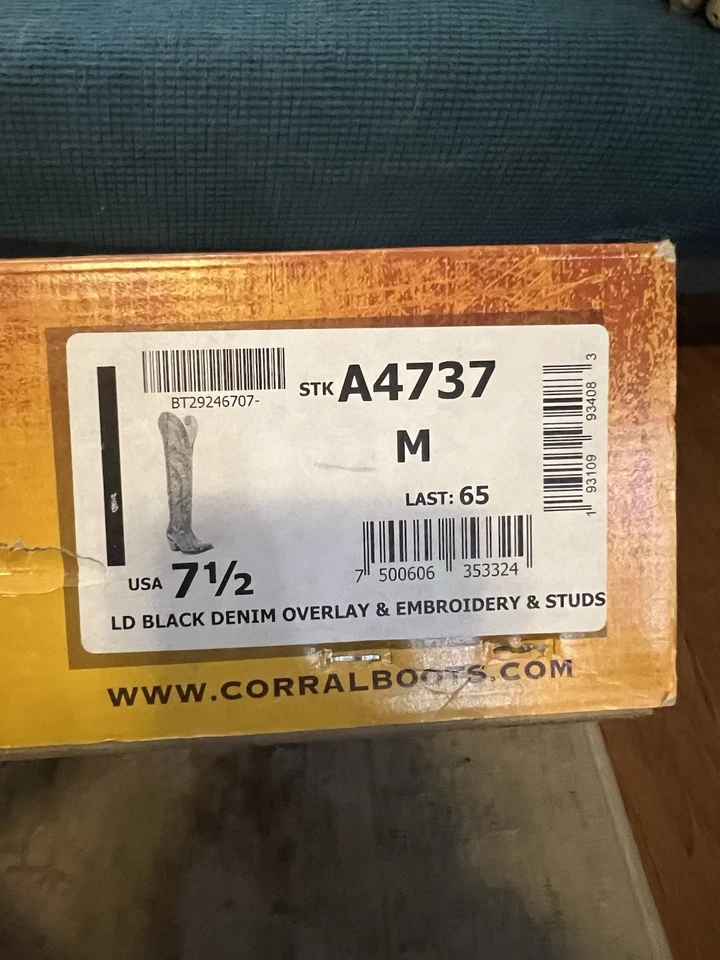 BT29246707-
STK A4737
M
LAST: 65
1 93109 93408 3
7 500606 353324
USA 7½
LD BLACK DENIM OVERLAY & EMBROIDERY & STUDS
WWW.CORRALBOOTS.COM